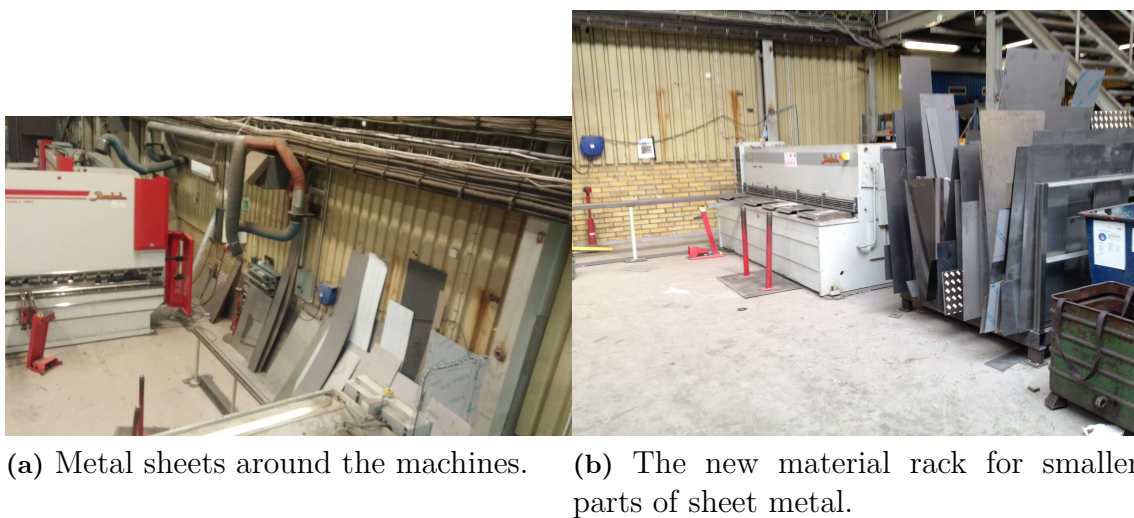 (a) Metal sheets around the machines.
(b) The new material rack for smaller
parts of sheet metal.